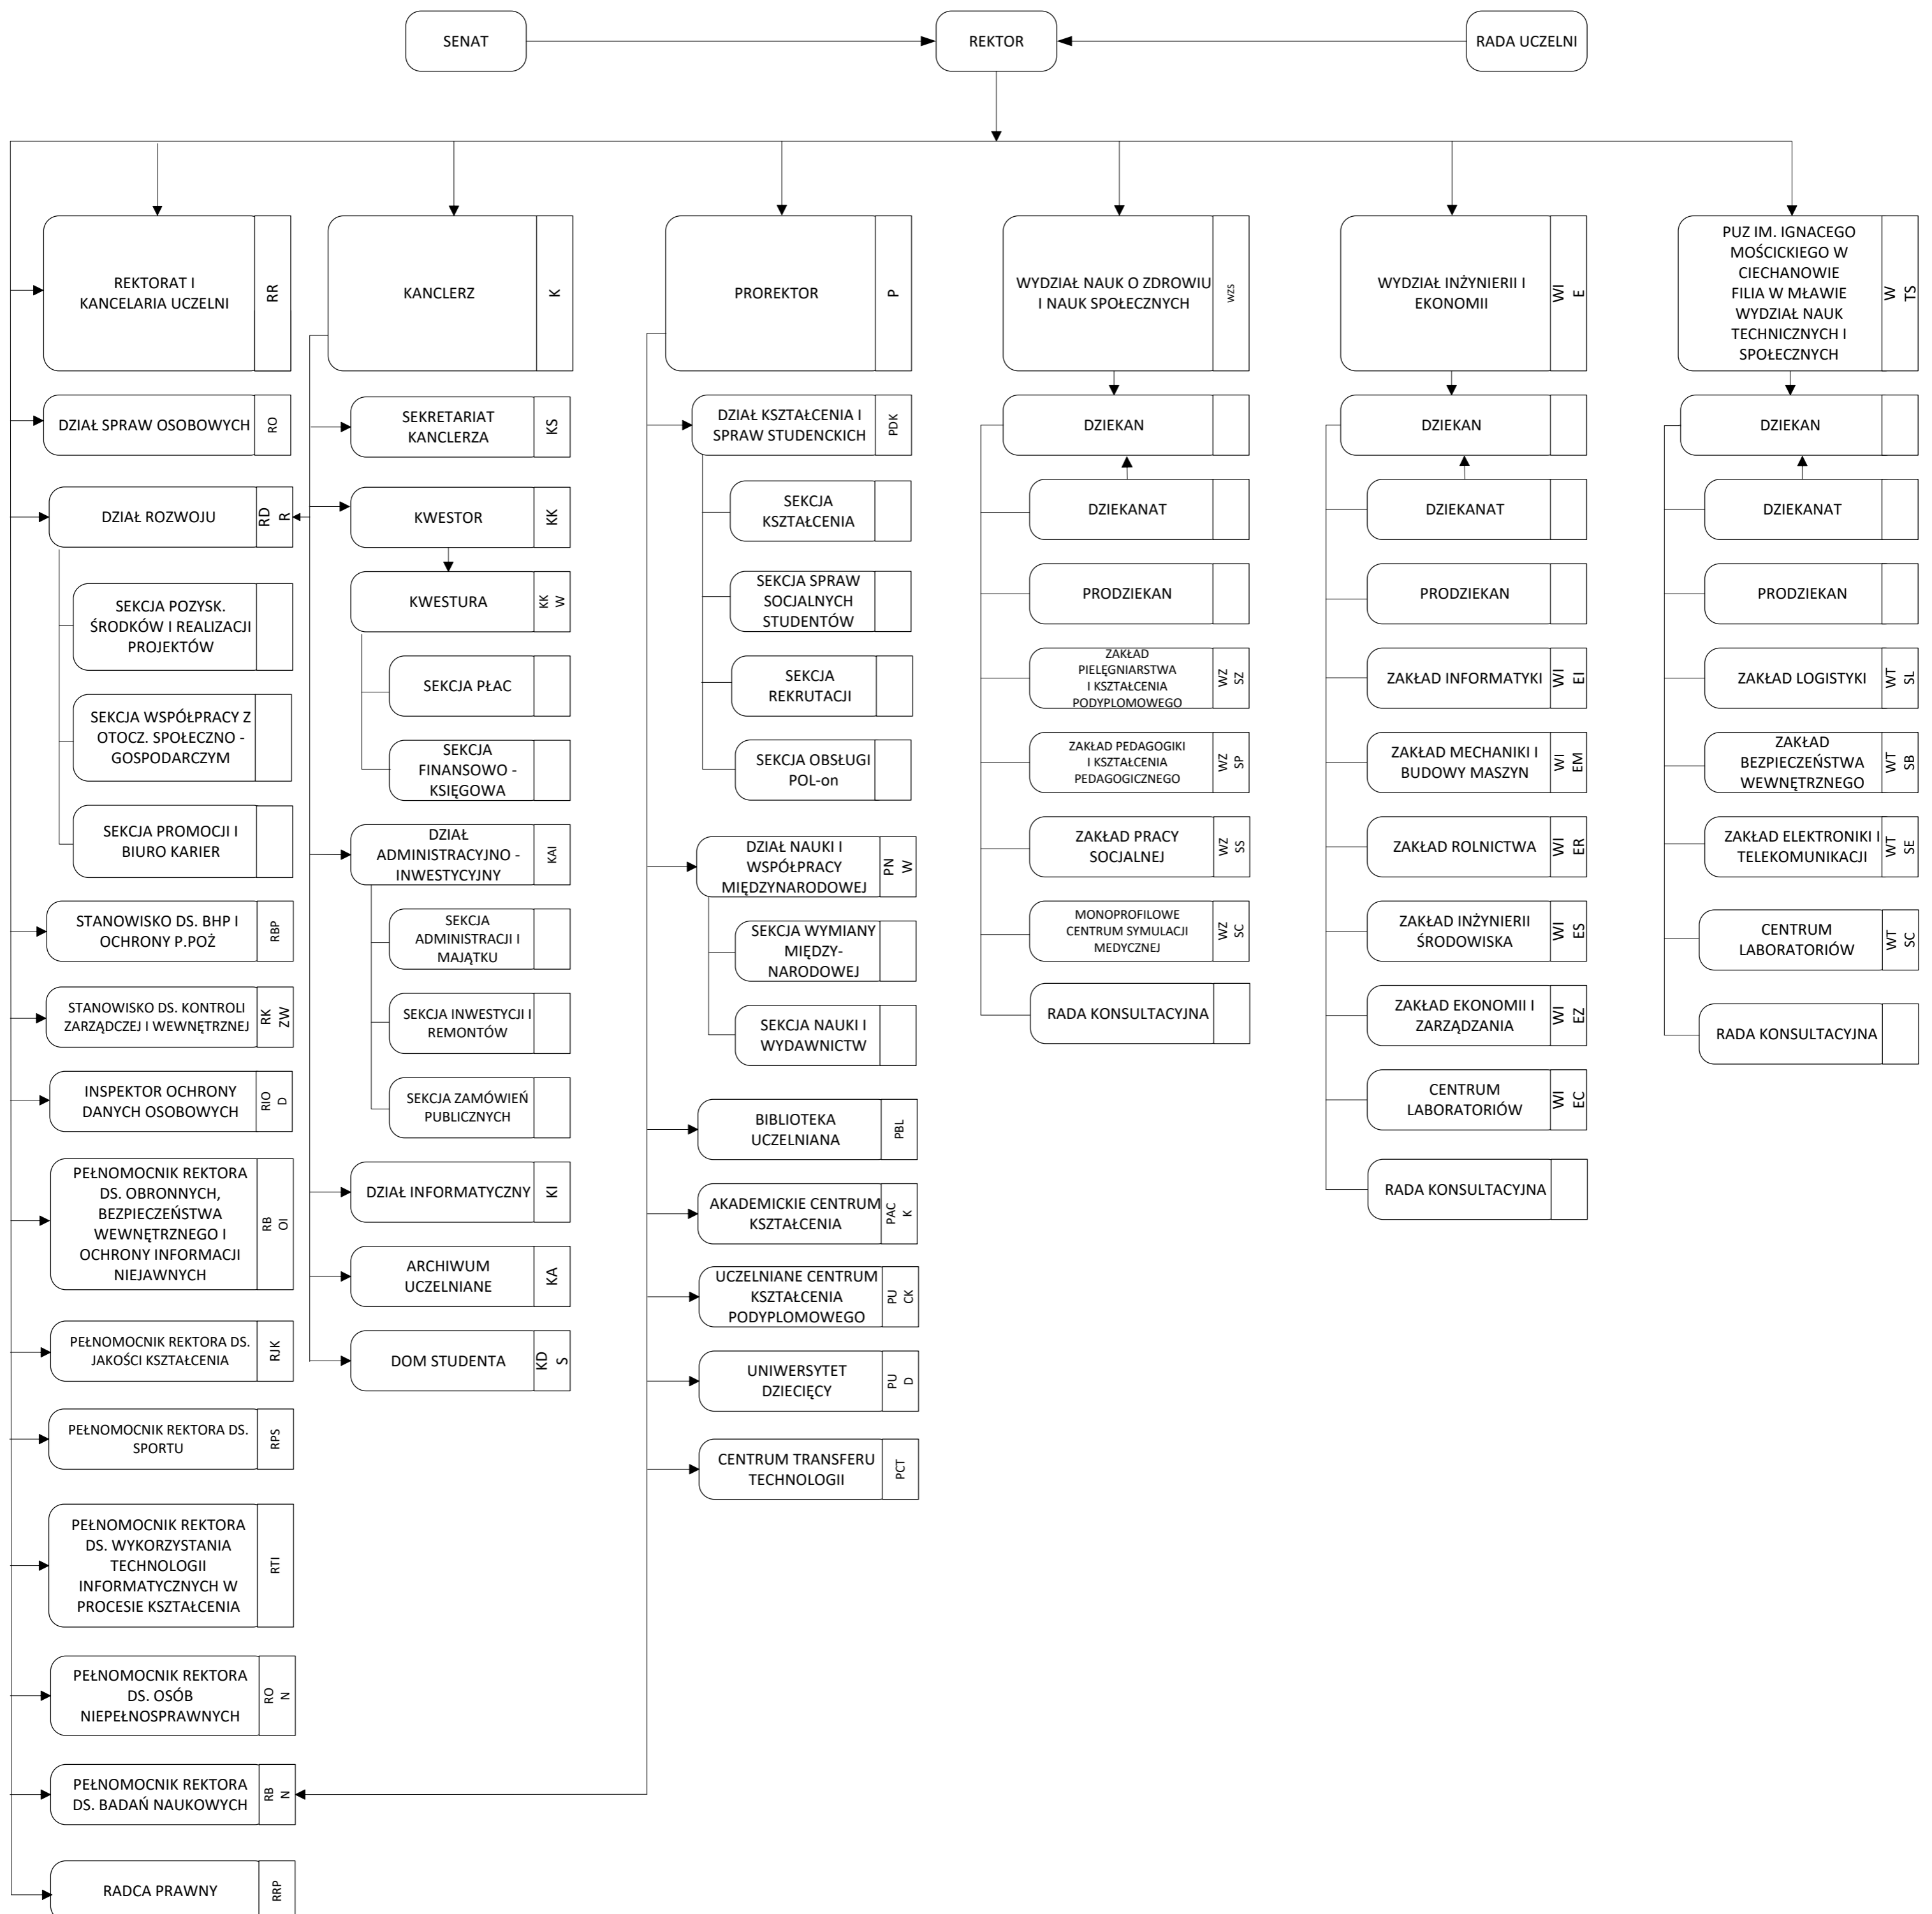 SENAT
REKTOR
RADA UCZELNI
REKTORAT I
KANCELARIA UCZELNI
RR
DZIAŁ SPRAW OSOBOWYCH
RO
DZIAŁ ROZWOJU
RD
R
SEKCJA POZYSK.
ŚRODKÓW I REALIZACJI
PROJEKTÓW
SEKCJA WSPÓŁPRACY Z
OTOCZ. SPOŁECZNO -
GOSPODARCZYM
SEKCJA PROMOCJI I
BIURO KARIER
STANOWISKO DS. BHP I
OCHRONY P.POŻ
RBP
STANOWISKO DS. KONTROLI
ZARZĄDCZEJ I WEWNĘTRZNEJ
RK
ZW
INSPEKTOR OCHRONY
DANYCH OSOBOWYCH
RIO
D
PEŁNOMOCNIK REKTORA
DS. OBRONNYCH,
BEZPIECZEŃSTWA
WEWNĘTRZNEGO I
OCHRONY INFORMACJI
NIEJAWNYCH
RB
OI
PEŁNOMOCNIK REKTORA DS.
JAKOŚCI KSZTAŁCENIA
RJK
PEŁNOMOCNIK REKTORA DS.
SPORTU
RPS
PEŁNOMOCNIK REKTORA
DS. WYKORZYSTANIA
TECHNOLOGII
INFORMATYCZNYCH W
PROCESIE KSZTAŁCENIA
RTI
PEŁNOMOCNIK REKTORA
DS. OSÓB
NIEPEŁNOSPRAWNYCH
RO
N
PEŁNOMOCNIK REKTORA
DS. BADAŃ NAUKOWYCH
RB
N
RADCA PRAWNY
RRP
KANCLERZ
K
SEKRETARIAT
KANCLERZA
KS
KWESTOR
KK
KWESTURA
KK
W
SEKCJA PŁAC
SEKCJA
FINANSOWO -
KSIĘGOWA
DZIAŁ
ADMINISTRACYJNO -
INWESTYCYJNY
KAI
SEKCJA
ADMINISTRACJI I
MAJĄTKU
SEKCJA INWESTYCJI I
REMONTÓW
SEKCJA ZAMÓWIEŃ
PUBLICZNYCH
DZIAŁ INFORMATYCZNY
KI
ARCHIWUM
UCZELNIANE
KA
DOM STUDENTA
KD
S
PROREKTOR
P
DZIAŁ KSZTAŁCENIA I
SPRAW STUDENCKICH
PDK
SEKCJA
KSZTAŁCENIA
SEKCJA SPRAW
SOCJALNYCH
STUDENTÓW
SEKCJA
REKRUTACJI
SEKCJA OBSŁUGI
POL-on
DZIAŁ NAUKI I
WSPÓŁPRACY
MIĘDZYNARODOWEJ
PN
W
SEKCJA WYMIANY
MIĘDZY-
NARODOWEJ
SEKCJA NAUKI I
WYDAWNICTW
BIBLIOTEKA
UCZELNIANA
PBL
AKADEMICKIE CENTRUM
KSZTAŁCENIA
PAC
K
UCZELNIANE CENTRUM
KSZTAŁCENIA
PODYPLOMOWEGO
PU
CK
UNIWERSYTET
DZIECIĘCY
PU
D
CENTRUM TRANSFERU
TECHNOLOGII
PCT
WYDZIAŁ NAUK O ZDROWIU
I NAUK SPOŁECZNYCH
WZS
DZIEKAN
DZIEKANAT
PRODZIEKAN
ZAKŁAD
PIELĘGNIARSTWA
I KSZTAŁCENIA
PODYPLOMOWEGO
WZ
SZ
ZAKŁAD PEDAGOGIKI
I KSZTAŁCENIA
PEDAGOGICZNEGO
WZ
SP
ZAKŁAD PRACY
SOCJALNEJ
WZ
SS
MONOPROFILOWE
CENTRUM SYMULACJI
MEDYCZNEJ
WZ
SC
RADA KONSULTACYJNA
WYDZIAŁ INŻYNIERII I
EKONOMII
WI
E
DZIEKAN
DZIEKANAT
PRODZIEKAN
ZAKŁAD INFORMATYKI
WI
EI
ZAKŁAD MECHANIKI I
BUDOWY MASZYN
WI
EM
ZAKŁAD ROLNICTWA
WI
ER
ZAKŁAD INŻYNIERII
ŚRODOWISKA
WI
ES
ZAKŁAD EKONOMII I
ZARZĄDZANIA
WI
EZ
CENTRUM
LABORATORIÓW
WI
EC
RADA KONSULTACYJNA
PUZ IM. IGNACEGO
MOŚCICKIEGO W
CIECHANOWIE
FILIA W MŁAWIE
WYDZIAŁ NAUK
TECHNICZNYCH I
SPOŁECZNYCH
W
TS
DZIEKAN
DZIEKANAT
PRODZIEKAN
ZAKŁAD LOGISTYKI
WT
SL
ZAKŁAD
BEZPIECZEŃSTWA
WEWNĘTRZNEGO
WT
SB
ZAKŁAD ELEKTRONIKI I
TELEKOMUNIKACJI
WT
SE
CENTRUM
LABORATORIÓW
WT
SC
RADA KONSULTACYJNA